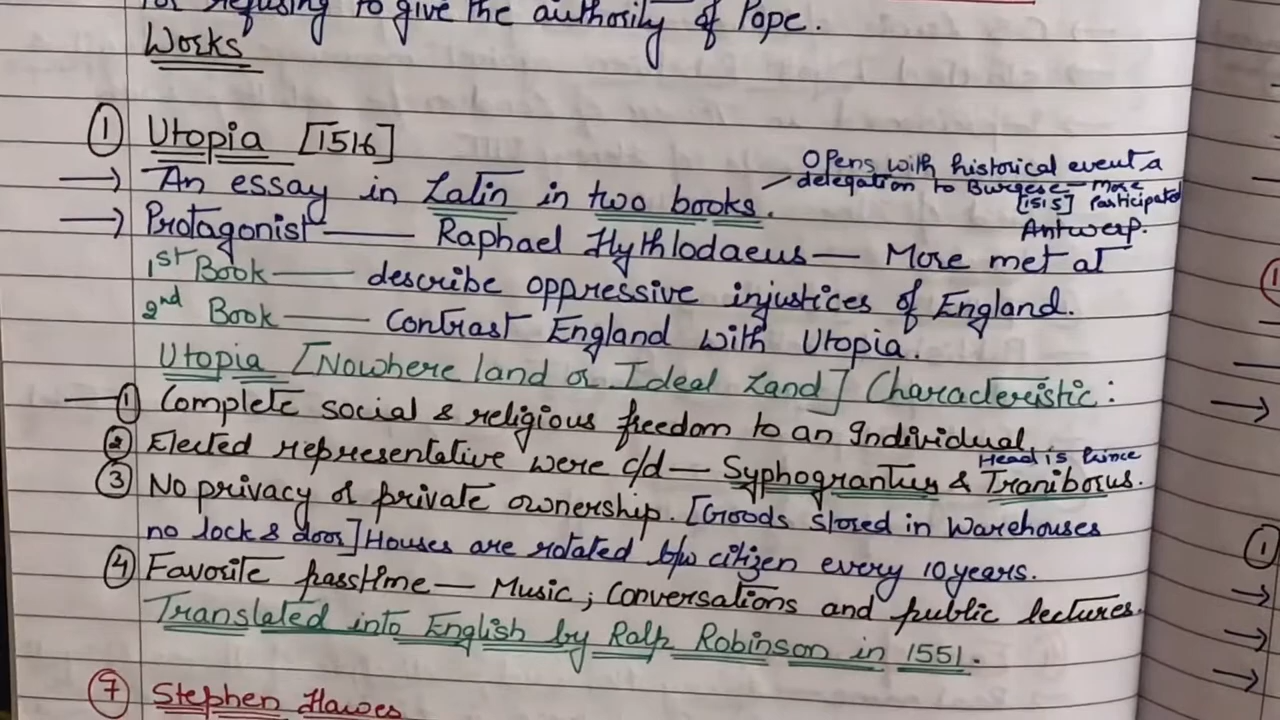 for refusing to give the authority of Pope.
Works
① Utopia [1516]
→ An essay in Latin in two books.
Opens with historical event a
delegation to Burgese — More
[1515] Participated
→ Protagonist — Raphael Hythlodaeus — More met at
Antwerp.
1st Book — describe oppressive injustices of England.
2nd Book — Contrast England with Utopia.
Utopia [Nowhere land or Ideal Land] Characteristic:
① Complete social & religious freedom to an Individual
② Elected representative were c/d — Syphograntus & Traniborus.
Head is Prince
③ No privacy of private ownership. [Goods stored in Warehouses
no lock & door] Houses are rotated b/w citizen every 10 years.
④ Favorite passtime — Music; Conversations and public lectures.
Translated into English by Ralp Robinson in 1551.
⑦ Stephen Hawes